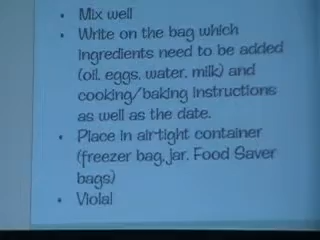 • Mix well
• Write on the bag which
ingredients need to be added
(oil, eggs, water, milk) and
cooking/baking instructions
as well as the date.
• Place in airtight container
(freezer bag, jar, Food Saver
bags)
• Viola!